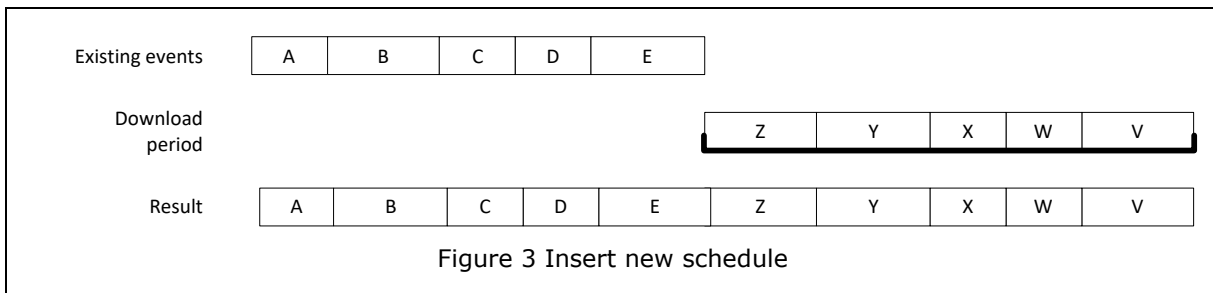 Existing events A B C D E
Download
period
Z Y X W V
Result A B C D E Z Y X W V
Figure 3 Insert new schedule